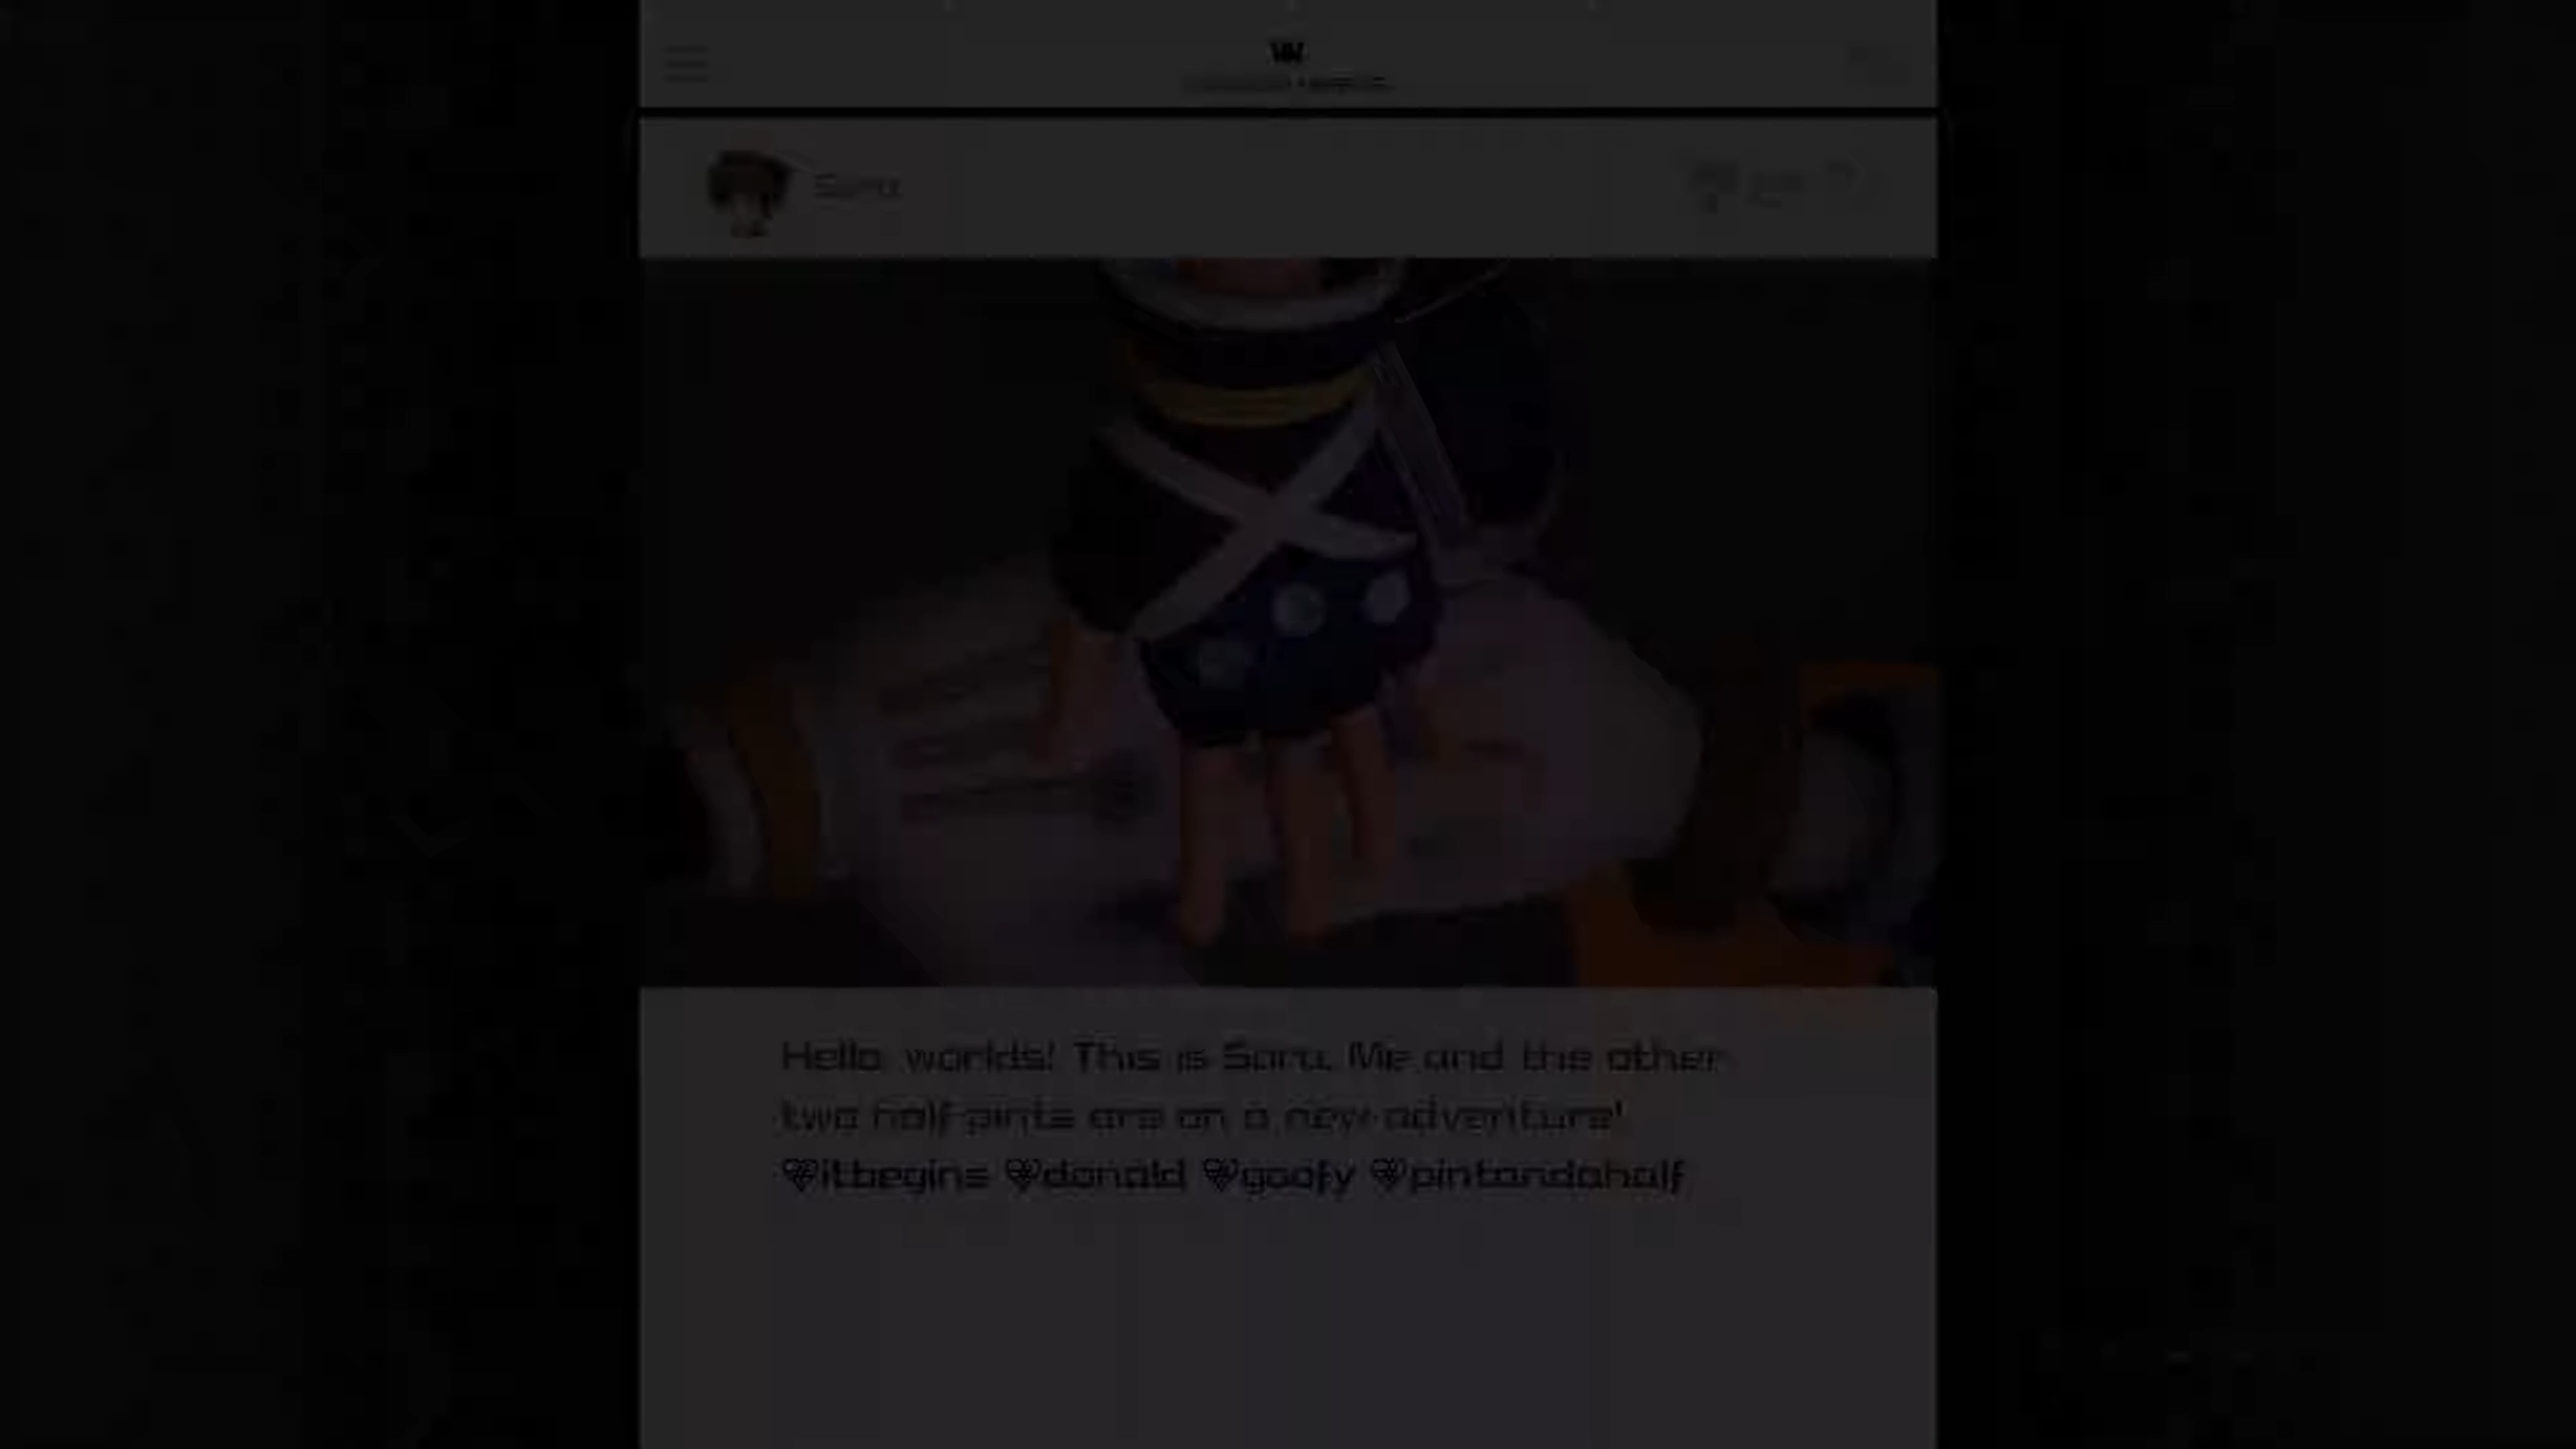 Sora
Hello, worlds! This is Sora. Me and the other
two half pints are on a new adventure!
itbegins donald goofy pintandahalf